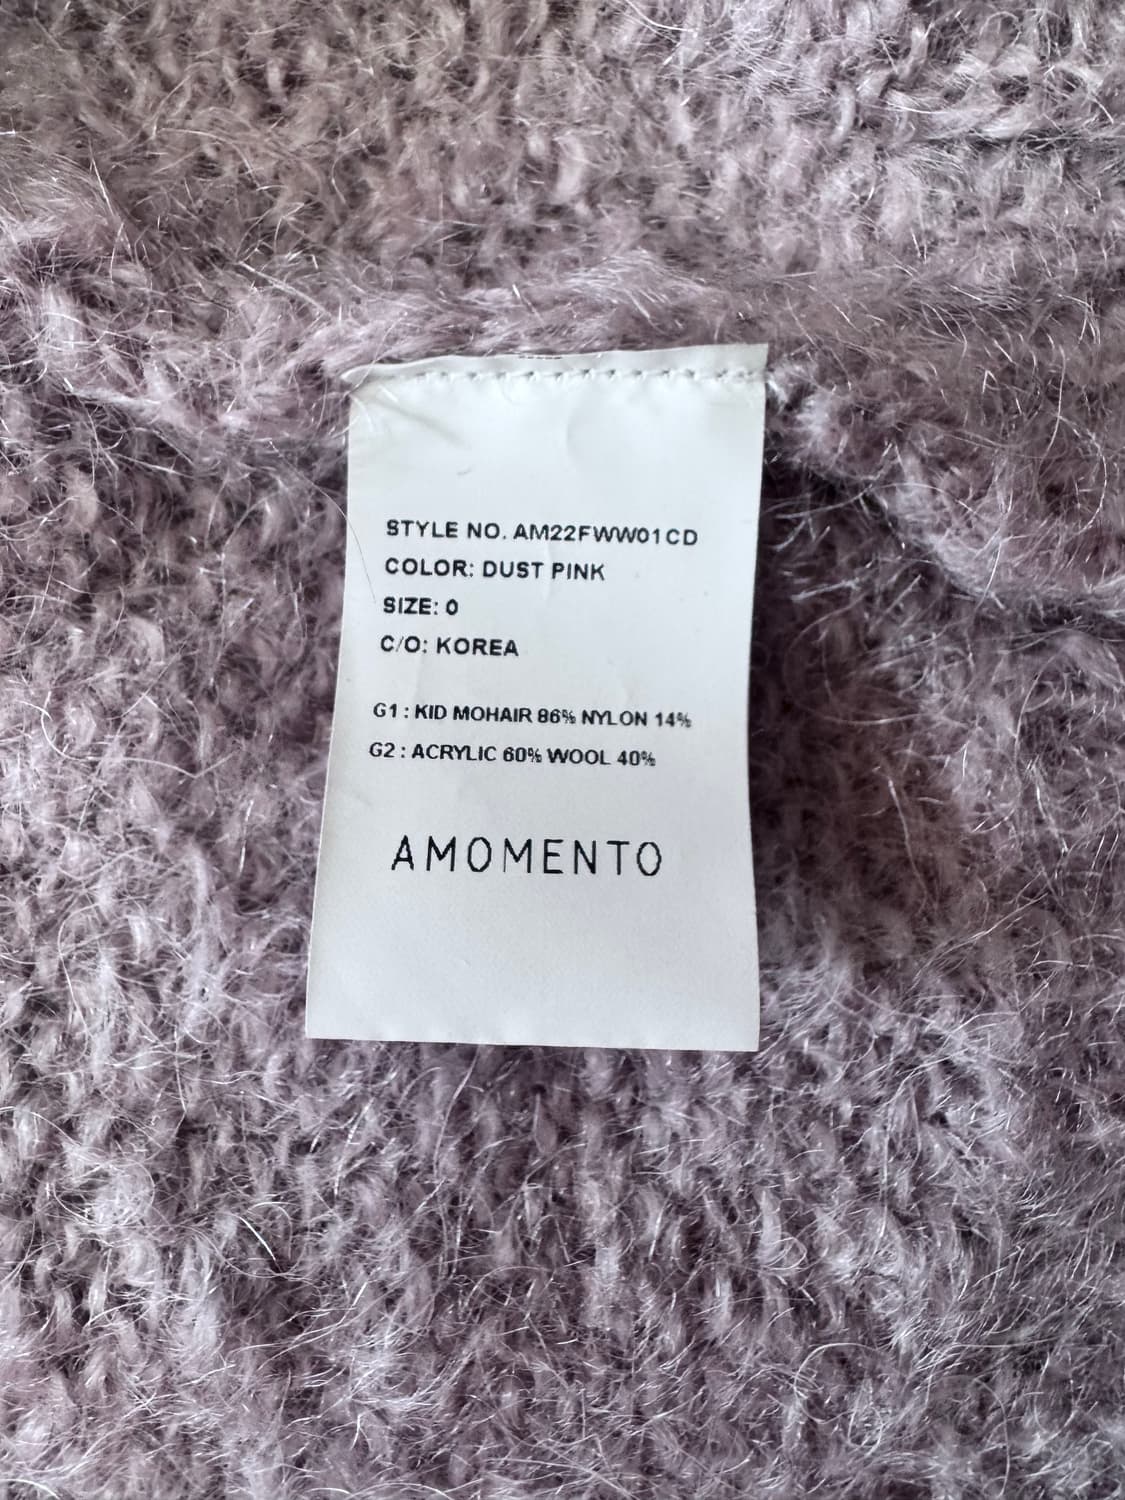 STYLE NO. AM22FWW01CD
COLOR: DUST PINK
SIZE: 0
C/O: KOREA
G1 : KID MOHAIR 86% NYLON 14%
G2 : ACRYLIC 60% WOOL 40%
AMOMENTO